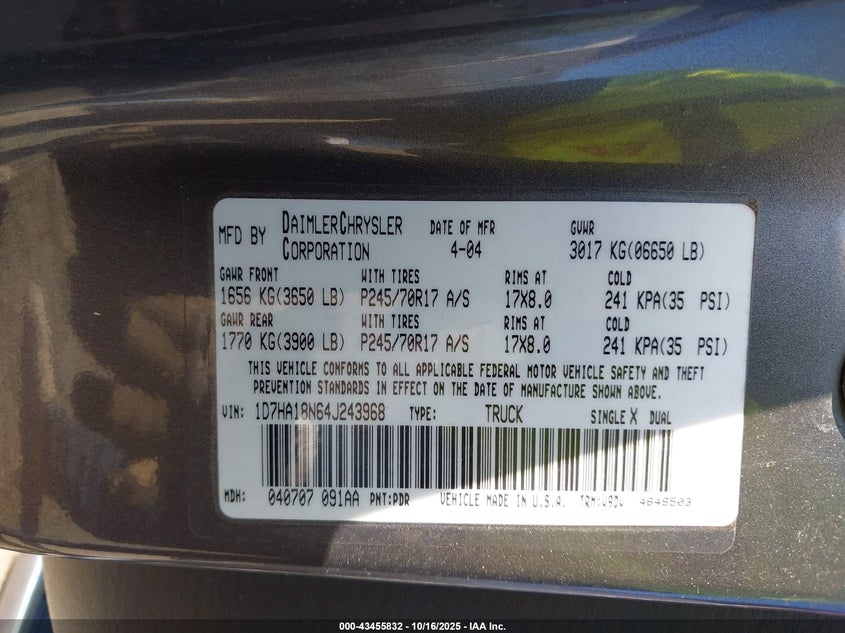 MFD BY DAIMLERCHRYSLER CORPORATION DATE OF MFR 4-04 GVWR 3017 KG(06650 LB)
GAWR FRONT WITH TIRES RIMS AT COLD
1656 KG(3650 LB) P245/70R17 A/S 17X8.0 241 KPA(35 PSI)
GAWR REAR WITH TIRES RIMS AT COLD
1770 KG(3900 LB) P245/70R17 A/S 17X8.0 241 KPA(35 PSI)
THIS VEHICLE CONFORMS TO ALL APPLICABLE FEDERAL MOTOR VEHICLE SAFETY AND THEFT
PREVENTION STANDARDS IN EFFECT ON THE DATE OF MANUFACTURE SHOWN ABOVE.
VIN: 1D7HA18N64J243968 TYPE: TRUCK SINGLE X DUAL
MDH: 040707 091AA PNT:PDR VEHICLE MADE IN U.S.A. TRM:V9DV 4648503
000-43455832 - 10/16/2025 - IAA Inc.